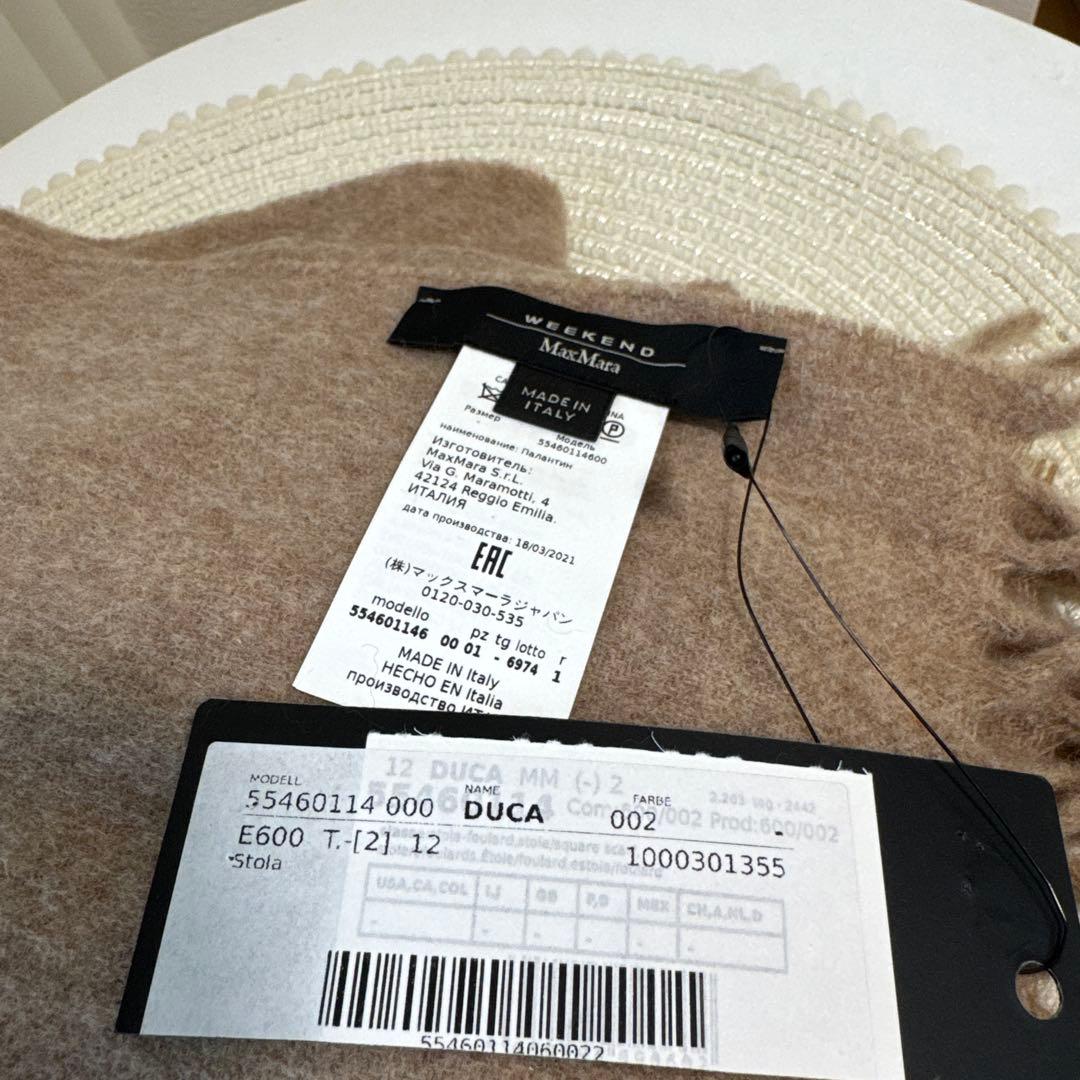 WEEKEND
MaxMara
MADE IN
ITALY
Размер
Модель
55460114600
наименование: Палантин
Изготовитель:
MaxMara S.r.L.
Via G. Maramotti, 4
42124 Reggio Emilia.
ИТАЛИЯ
дата производства: 18/03/2021
EAC
(株)マックスマーラジャパン
0120-030-535
modello pz tg lotto r
554601146 00 01 - 6974 1
MADE IN Italy
HECHO EN Italia
производство
12 DUCA MM (-) 2
MODELL NAME FARBE
55460114 000 DUCA 002 -
Prod:600/002
E600 T.-[2] 12 1000301355
Stola
USA,CA,COL IJ GB F,B MEX CH,A,NL,D
- - - - - -
55460114060022